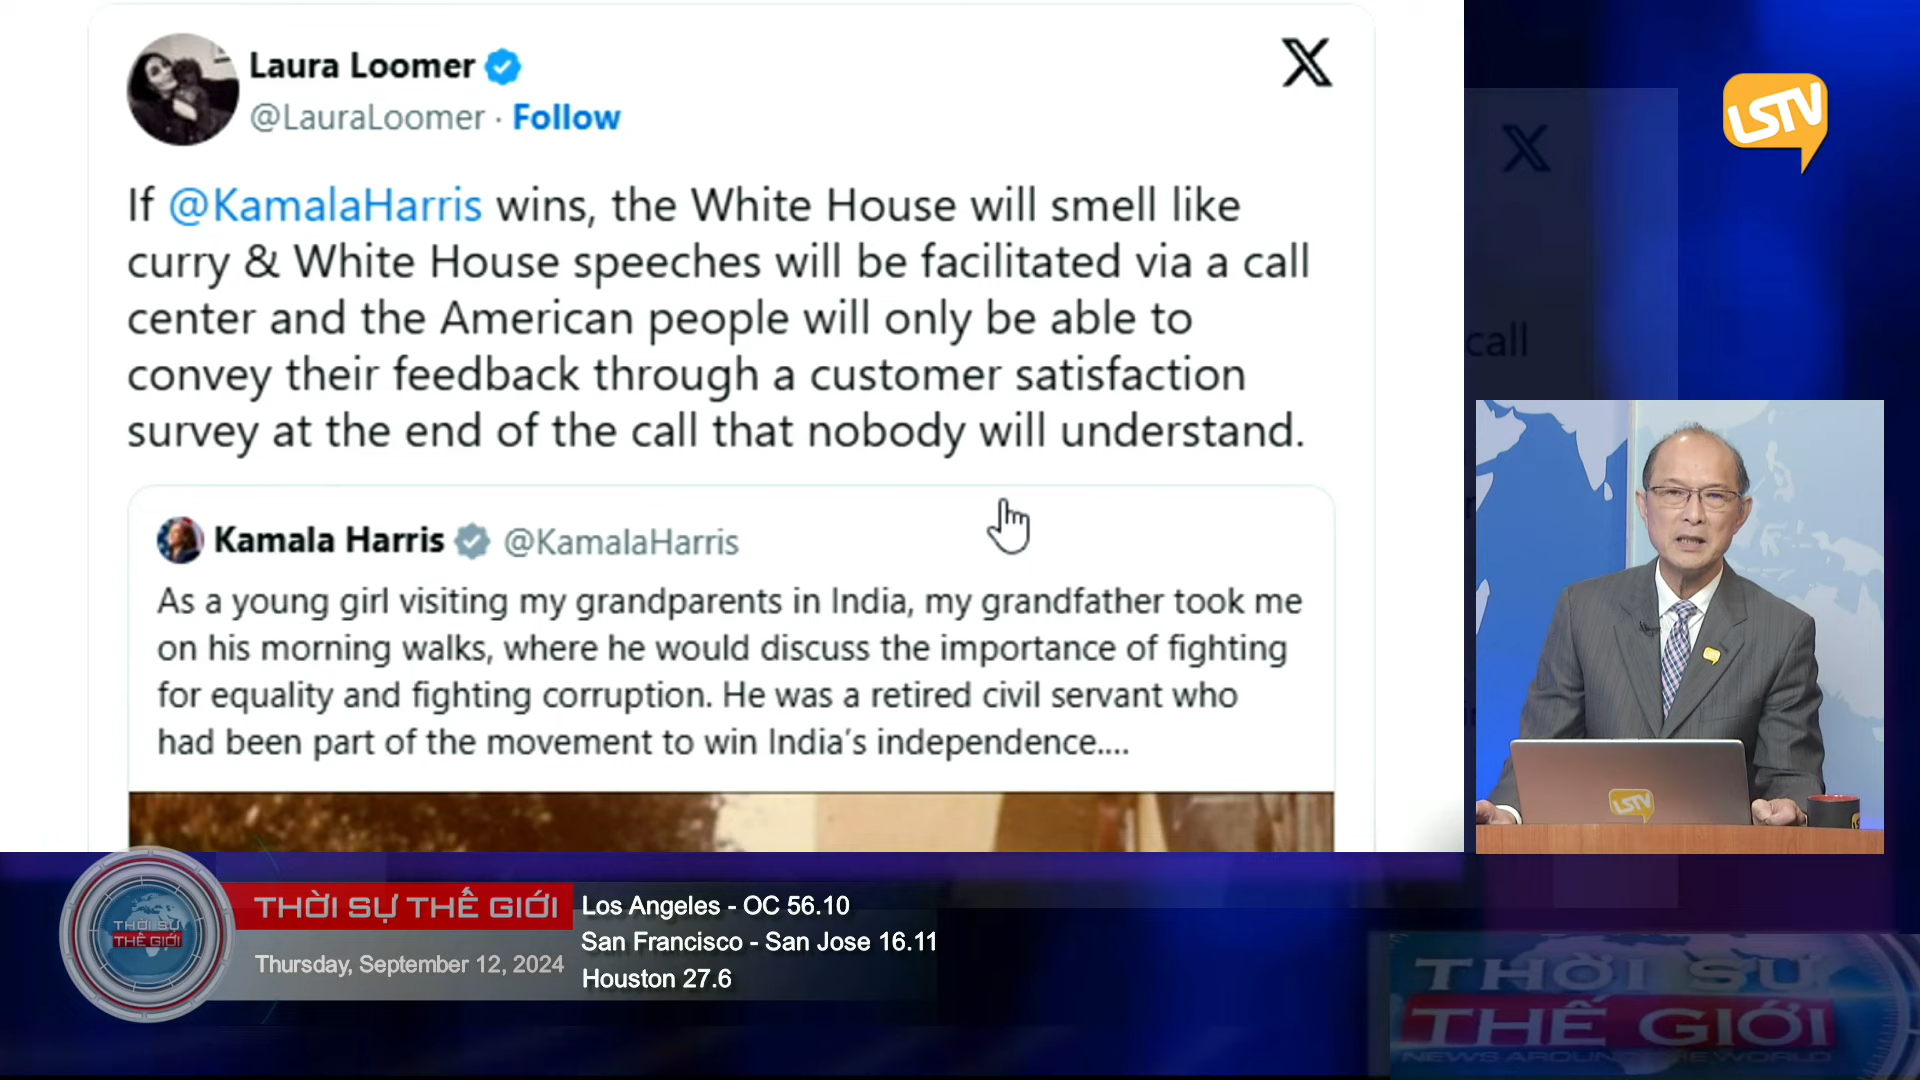 Laura Loomer
@LauraLoomer · Follow
If @KamalaHarris wins, the White House will smell like
curry & White House speeches will be facilitated via a call
center and the American people will only be able to
convey their feedback through a customer satisfaction
survey at the end of the call that nobody will understand.
Kamala Harris @KamalaHarris
As a young girl visiting my grandparents in India, my grandfather took me
on his morning walks, where he would discuss the importance of fighting
for equality and fighting corruption. He was a retired civil servant who
had been part of the movement to win India's independence....
LSTV
call
LSTV
THỜI SỰ
THẾ GIỚI
THỜI SỰ THẾ GIỚI
Thursday, September 12, 2024
Los Angeles - OC 56.10
San Francisco - San Jose 16.11
Houston 27.6
THỜI SỰ
THẾ GIỚI
NEWS AROUND THE WORLD